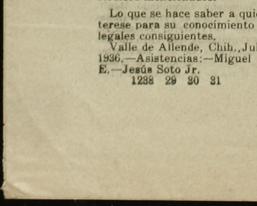 Lo que se hace saber a qui
terese para su conocimiento
legales consiguientes.
Valle de Allende, Chih., Jul
1936.—Asistencias:—Miguel
E.—Jesús Soto Jr.
1238 29 30 31